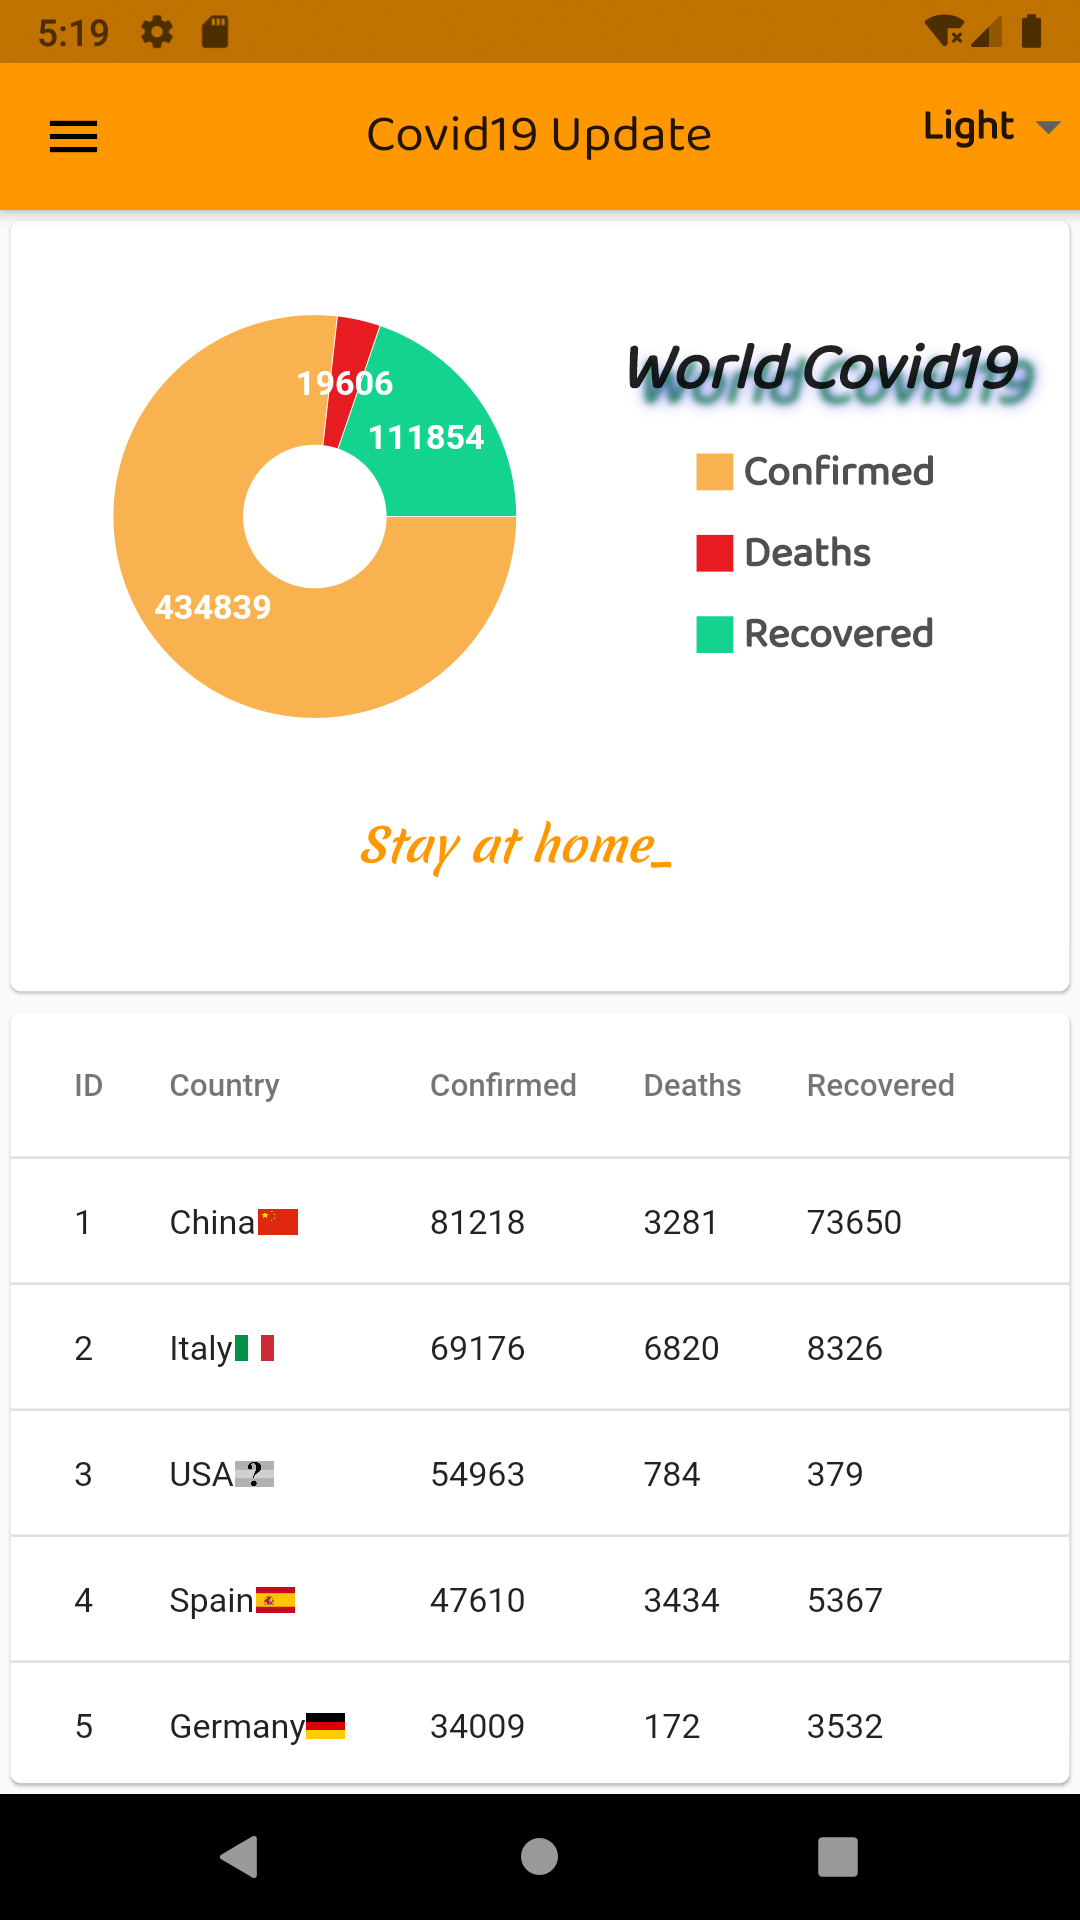 5:19
Covid19 Update
Light
World Covid19
19606
111854
434839
Confirmed
Deaths
Recovered
Stay at home_
ID Country Confirmed Deaths Recovered
1 China 81218 3281 73650
2 Italy 69176 6820 8326
3 USA ? 54963 784 379
4 Spain 47610 3434 5367
5 Germany 34009 172 3532